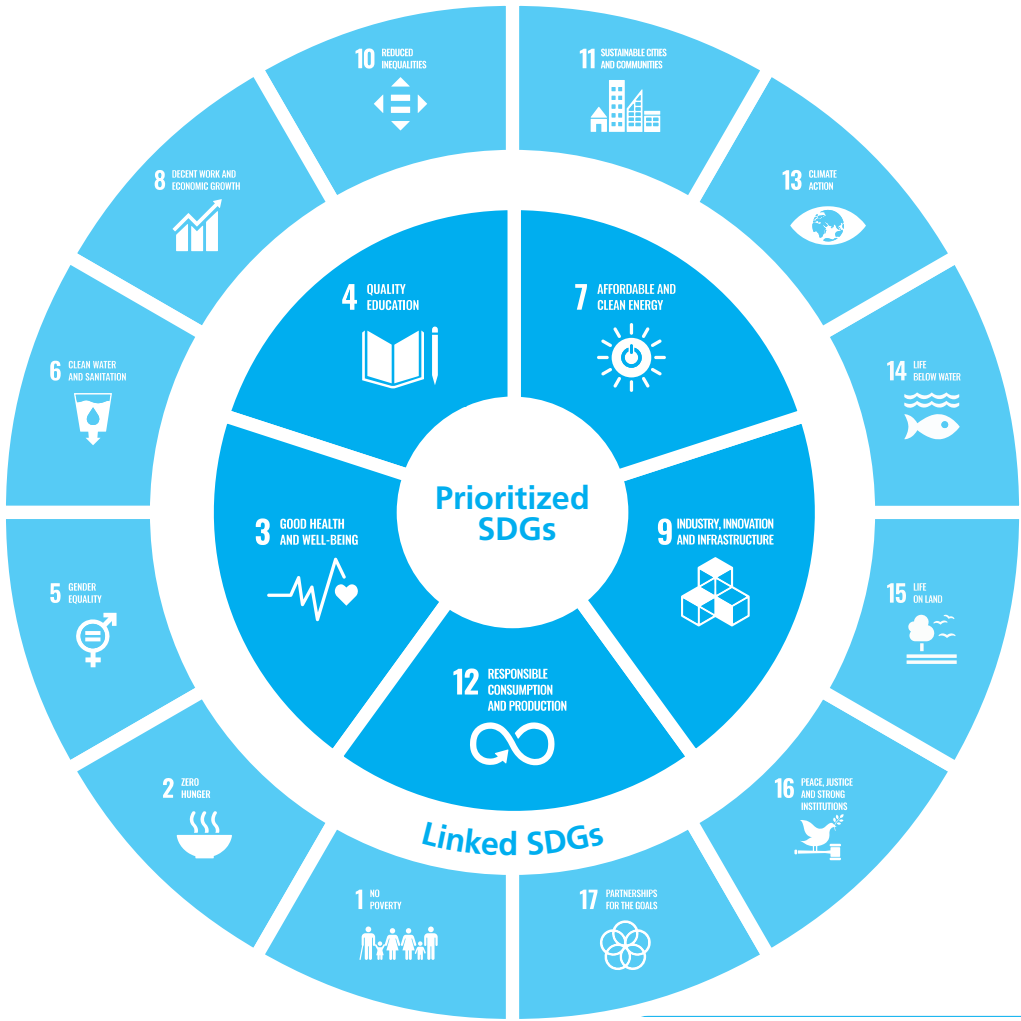 10 REDUCED
INEQUALITIES
11 SUSTAINABLE CITIES
AND COMMUNITIES
8 DECENT WORK AND
ECONOMIC GROWTH
13 CLIMATE
ACTION
4 QUALITY
EDUCATION
7 AFFORDABLE AND
CLEAN ENERGY
6 CLEAN WATER
AND SANITATION
14 LIFE
BELOW WATER
Prioritized
SDGs
3 GOOD HEALTH
AND WELL-BEING
9 INDUSTRY, INNOVATION
AND INFRASTRUCTURE
5 GENDER
EQUALITY
15 LIFE
ON LAND
12 RESPONSIBLE
CONSUMPTION
AND PRODUCTION
2 ZERO
HUNGER
16 PEACE, JUSTICE
AND STRONG
INSTITUTIONS
Linked SDGs
1 NO
POVERTY
17 PARTNERSHIPS
FOR THE GOALS